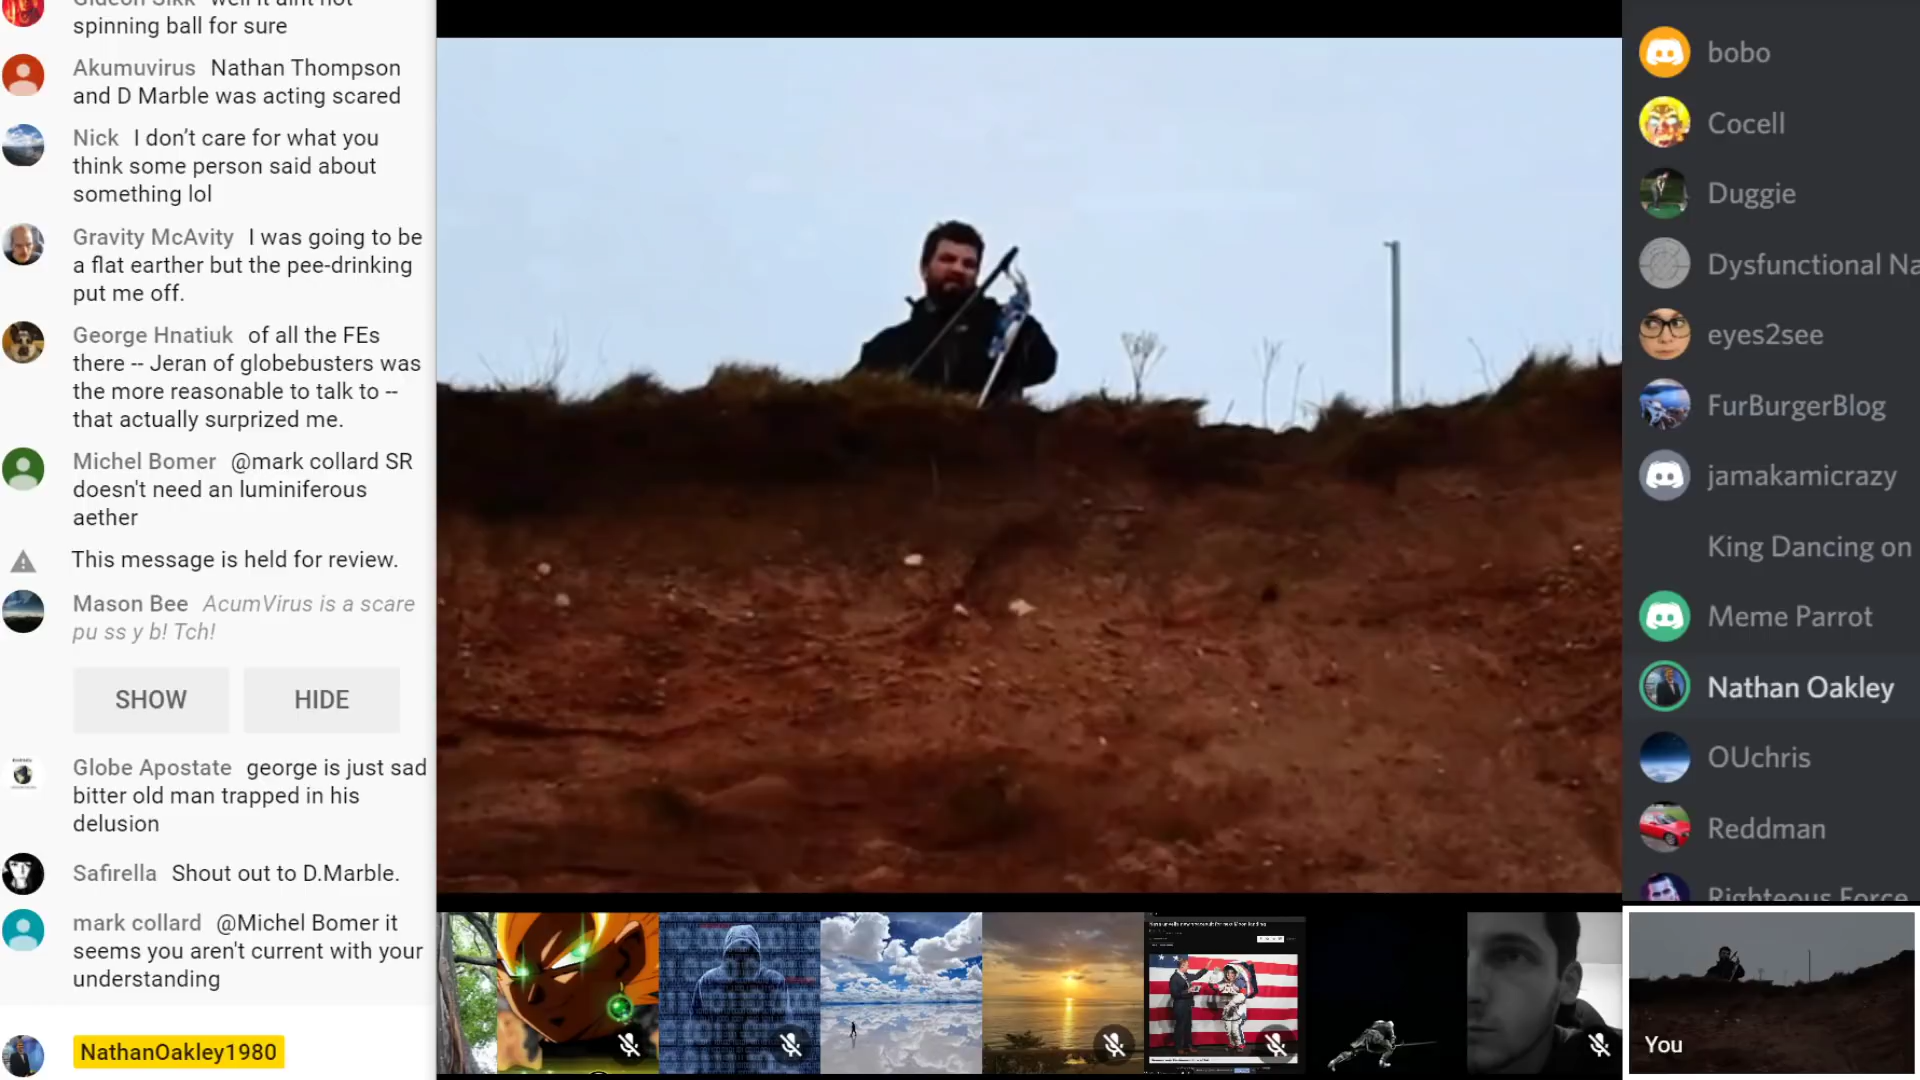 spinning ball for sure
Akumuvirus Nathan Thompson
and D Marble was acting scared
Nick I don’t care for what you
think some person said about
something lol
Gravity McAvity I was going to be
a flat earther but the pee-drinking
put me off.
George Hnatiuk of all the FEs
there -- Jeran of globebusters was
the more reasonable to talk to --
that actually surprized me.
Michel Bomer @mark collard SR
doesn't need an luminiferous
aether
This message is held for review.
Mason Bee AcumVirus is a scare
pu ss y b! Tch!
SHOW HIDE
Globe Apostate george is just sad
bitter old man trapped in his
delusion
Safirella Shout out to D.Marble.
mark collard @Michel Bomer it
seems you aren't current with your
understanding
NathanOakley1980
bobo
Cocell
Duggie
Dysfunctional Na
eyes2see
FurBurgerBlog
jamakamicrazy
King Dancing on
Meme Parrot
Nathan Oakley
OUchris
Reddman
Righteous Force
You